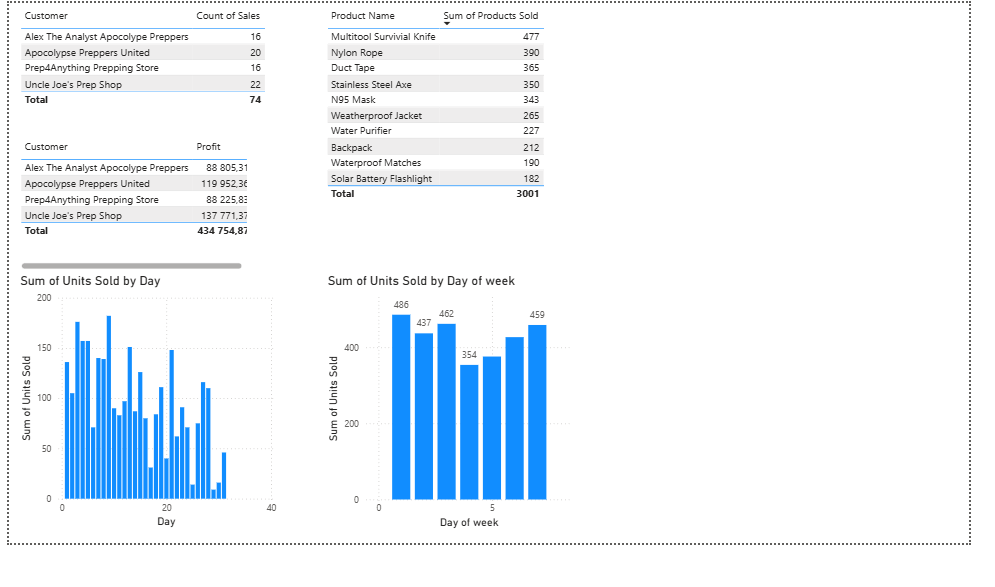 Customer Count of Sales
Alex The Analyst Apocolype Preppers 16
Apocolypse Preppers United 20
Prep4Anything Prepping Store 16
Uncle Joe's Prep Shop 22
Total 74
Product Name Sum of Products Sold
Multitool Survivial Knife 477
Nylon Rope 390
Duct Tape 365
Stainless Steel Axe 350
N95 Mask 343
Weatherproof Jacket 265
Water Purifier 227
Backpack 212
Waterproof Matches 190
Solar Battery Flashlight 182
Total 3001
Customer Profit
Alex The Analyst Apocolype Preppers 88 805,31
Apocolypse Preppers United 119 952,36
Prep4Anything Prepping Store 88 225,83
Uncle Joe's Prep Shop 137 771,37
Total 434 754,87
Sum of Units Sold by Day
Sum of Units Sold
200
150
100
50
0
0 20 40
Day
Sum of Units Sold by Day of week
Sum of Units Sold
400
200
0
486 437 462 354 459
0 5
Day of week